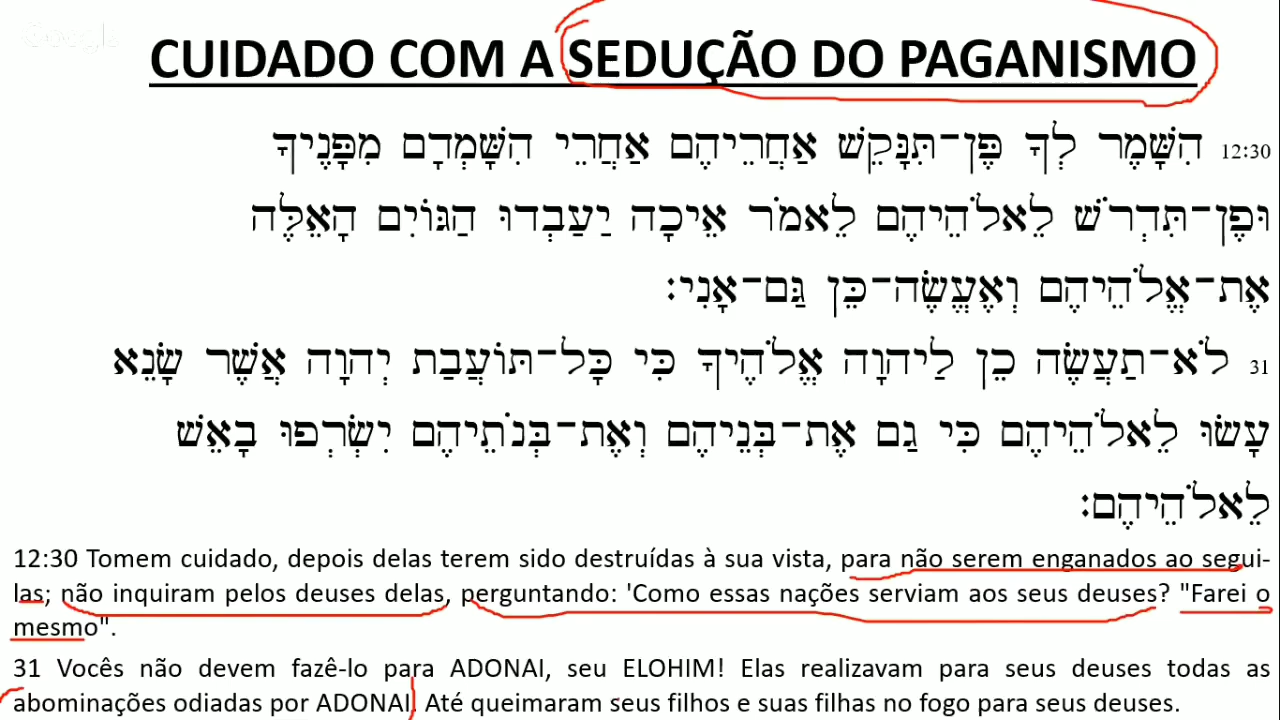 CUIDADO COM A SEDUÇÃO DO PAGANISMO
12:30 הִשָּׁמֶר לְךָ פֶּן־תִּנָּקֵשׁ אַחֲרֵיהֶם אַחֲרֵי הִשָּׁמְדָם מִפָּנֶיךָ
וּפֶן־תִּדְרֹשׁ לֵאלֹהֵיהֶם לֵאמֹר אֵיכָה יַעַבְדוּ הַגּוֹיִם הָאֵלֶּה
אֶת־אֱלֹהֵיהֶם וְאֶעֱשֶׂה־כֵּן גַּם־אָנִי׃
31 לֹא־תַעֲשֶׂה כֵן לַיהוָה אֱלֹהֶיךָ כִּי כָּל־תּוֹעֲבַת יְהוָה אֲשֶׁר שָׂנֵא
עָשׂוּ לֵאלֹהֵיהֶם כִּי גַם אֶת־בְּנֵיהֶם וְאֶת־בְּנֹתֵיהֶם יִשְׂרְפוּ בָאֵשׁ
לֵאלֹהֵיהֶם׃
12:30 Tomem cuidado, depois delas terem sido destruídas à sua vista, para não serem enganados ao segui-
las; não inquiram pelos deuses delas, perguntando: 'Como essas nações serviam aos seus deuses? "Farei o
mesmo".
31 Vocês não devem fazê-lo para ADONAI, seu ELOHIM! Elas realizavam para seus deuses todas as
abominações odiadas por ADONAI. Até queimaram seus filhos e suas filhas no fogo para seus deuses.